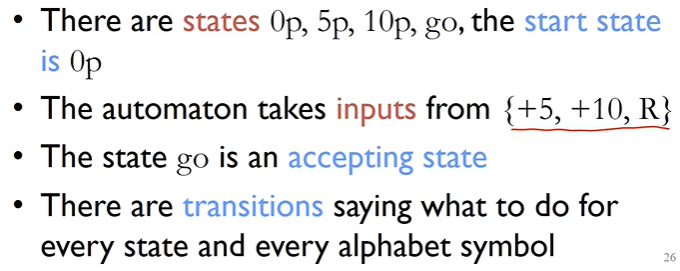 • There are states 0p, 5p, 10p, go, the start state
is 0p
• The automaton takes inputs from {+5, +10, R}
• The state go is an accepting state
• There are transitions saying what to do for
every state and every alphabet symbol
26